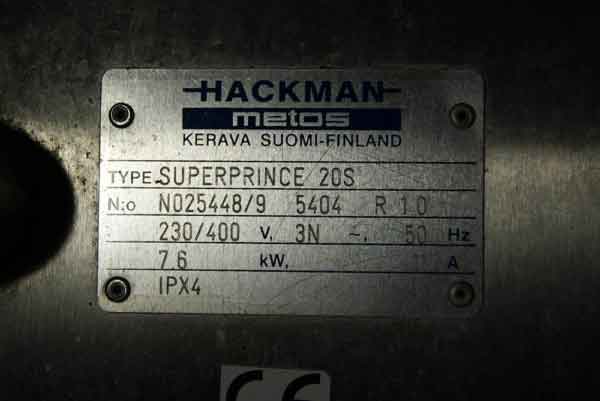 HACKMAN
metos
KERAVA SUOMI-FINLAND
TYPE. SUPERPRINCE 20S
N:o N025448/9 5404 R 10
230/400 V, 3N ~, 50 Hz
7.6 kW, A
IPX4
CE